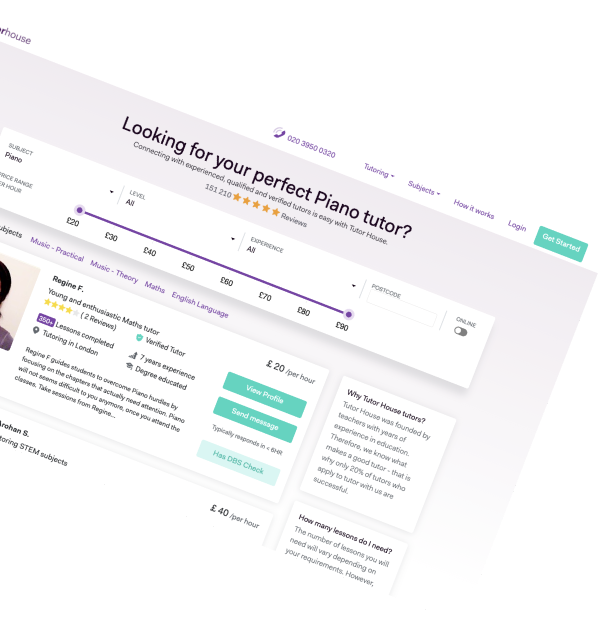 house
020 3950 0320
Tutoring
Subjects
How it works
Login
Get Started
Looking for your perfect Piano tutor?
Connecting with experienced, qualified and verified tutors is easy with Tutor House.
151,210 Reviews
SUBJECT
Piano
LEVEL
All
EXPERIENCE
All
POSTCODE
ONLINE
£20
£30
£40
£50
£60
£70
£80
£90
Music - Practical
Music - Theory
Maths
English Language
Regine F.
Young and enthusiastic Maths tutor
( 2 Reviews)
350+ Lessons completed
Tutoring in London
Verified Tutor
7 years experience
Degree educated
Regine F guides students to overcome Piano hurdles by
focusing on the chapters that actually need attention. Piano
will not seem difficult to you anymore, once you attend the
classes. Take sessions from Regine...
£ 20 /per hour
View Profile
Send message
Typically responds in < 6HR
Has DBS Check
Why Tutor House tutors?
Tutor House was founded by
teachers with years of
experience in education.
Therefore, we know what
makes a good tutor - that is
why only 20% of tutors who
apply to tutor with us are
successful.
Arohan S.
toring STEM subjects
£ 40 /per hour
How many lessons do I need?
The number of lessons you will
need will vary depending on
your requirements. However,